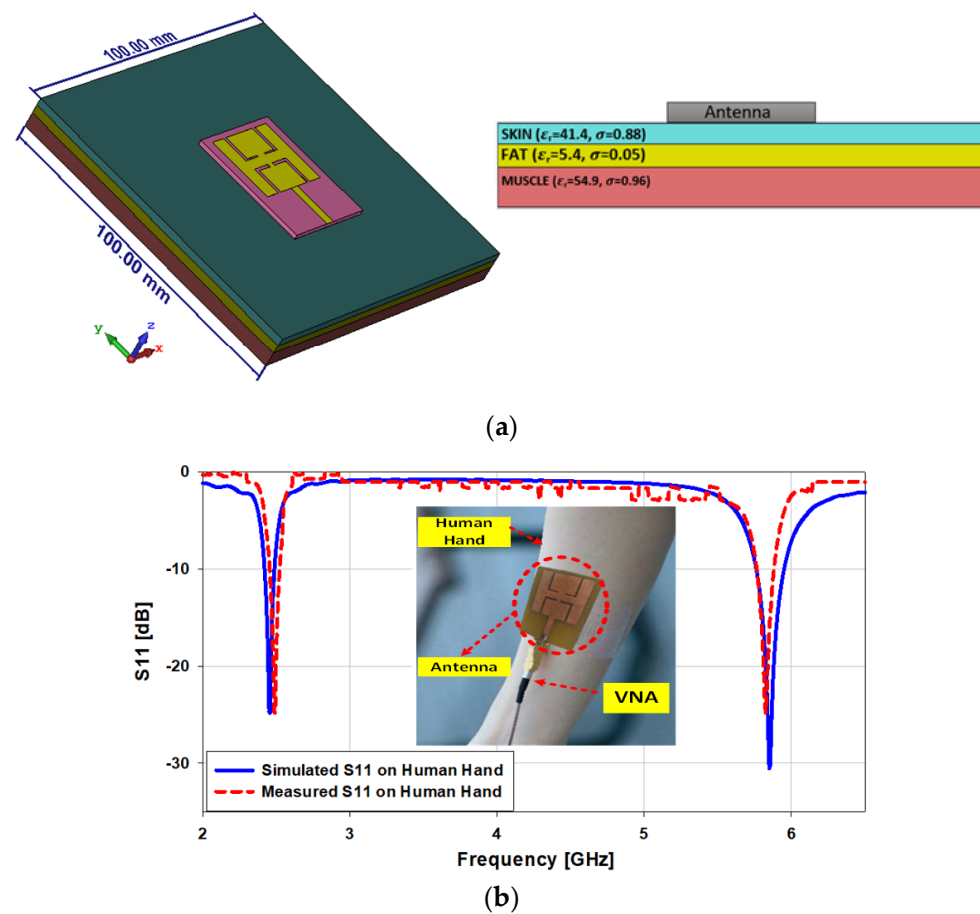 100.00 mm
100.00 mm
y
z
x
Antenna
SKIN (εᵣ=41.4, σ=0.88)
FAT (εᵣ=5.4, σ=0.05)
MUSCLE (εᵣ=54.9, σ=0.96)
(a)
0
-10
-20
-30
S11 [dB]
Human
Hand
Antenna
VNA
Simulated S11 on Human Hand
Measured S11 on Human Hand
2
3
4
5
6
Frequency [GHz]
(b)